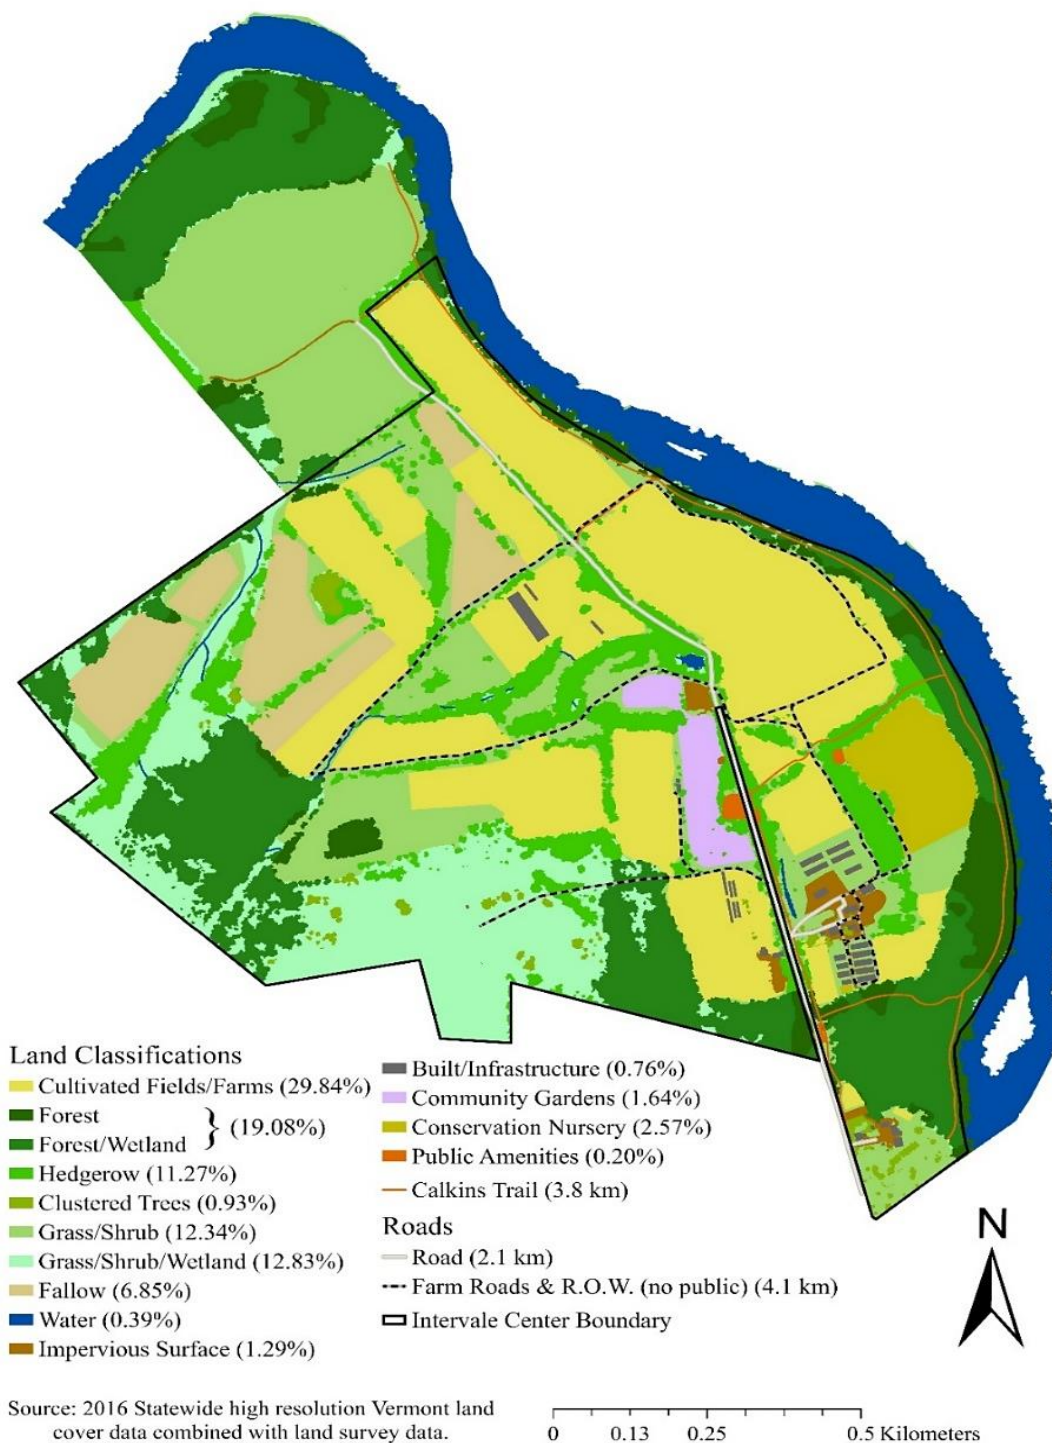 Land Classifications
Cultivated Fields/Farms (29.84%)
Forest
Forest/Wetland
} (19.08%)
Hedgerow (11.27%)
Clustered Trees (0.93%)
Grass/Shrub (12.34%)
Grass/Shrub/Wetland (12.83%)
Fallow (6.85%)
Water (0.39%)
Impervious Surface (1.29%)
Built/Infrastructure (0.76%)
Community Gardens (1.64%)
Conservation Nursery (2.57%)
Public Amenities (0.20%)
Calkins Trail (3.8 km)
Roads
Road (2.1 km)
Farm Roads & R.O.W. (no public) (4.1 km)
Intervale Center Boundary
N
Source: 2016 Statewide high resolution Vermont land
cover data combined with land survey data.
0 0.13 0.25 0.5 Kilometers